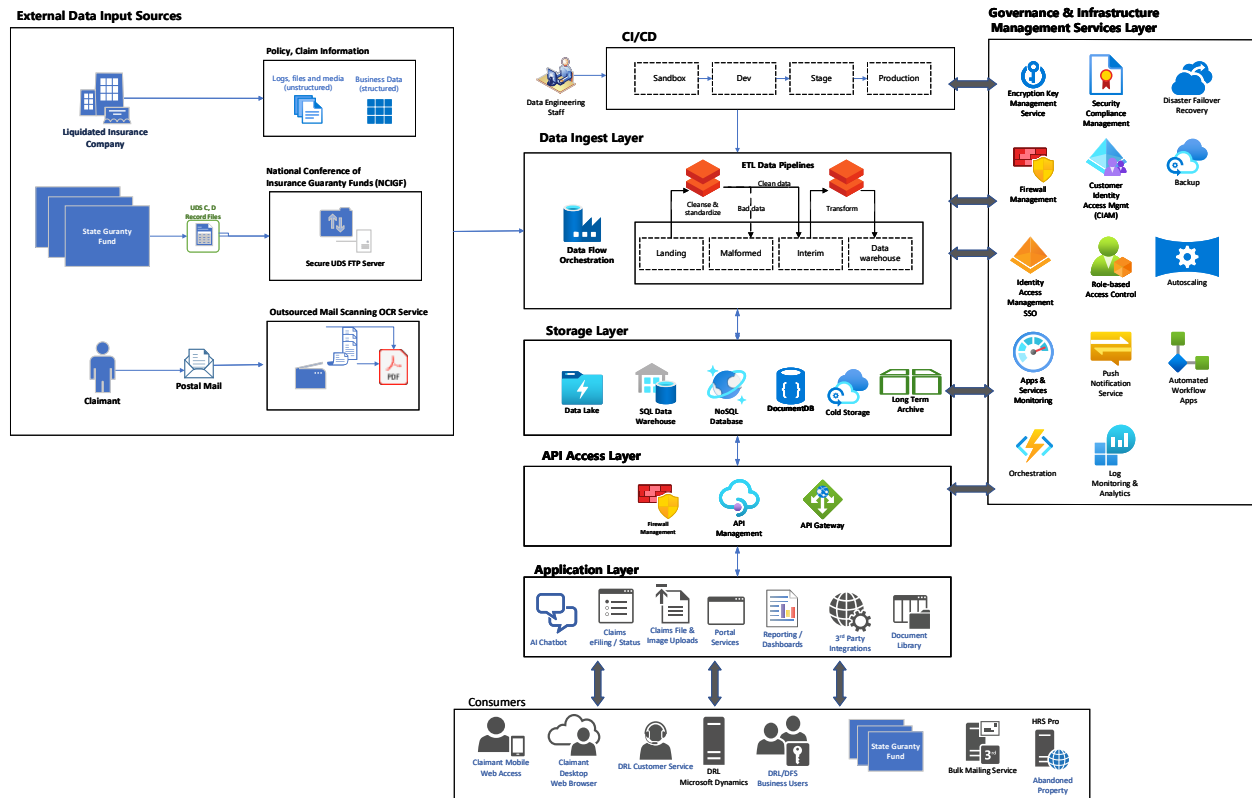 External Data Input Sources
Policy, Claim Information
Logs, files and media
(unstructured)
Business Data
(structured)
Liquidated Insurance
Company
National Conference of
Insurance Guaranty Funds (NCIGF)
UDS C, D
Record Files
State Guranty
Fund
Secure UDS FTP Server
Outsourced Mail Scanning OCR Service
PDF
Postal Mail
Claimant
CI/CD
Sandbox
Dev
Stage
Production
Data Engineering
Staff
Data Ingest Layer
ETL Data Pipelines
Clean data
Cleanse &
standardize
Bad data
Transform
Data Flow
Orchestration
Landing
Malformed
Interim
Data
warehouse
Storage Layer
Data Lake
SQL Data
Warehouse
NoSQL
Database
DocumentDB
Cold Storage
Long Term
Archive
API Access Layer
Firewall
Management
API
Management
API Gateway
Application Layer
AI Chatbot
Claims
eFiling / Status
Claims File &
Image Uploads
Portal
Services
Reporting /
Dashboards
3rd Party
Integrations
Document
Library
Consumers
Claimant Mobile
Web Access
Claimant
Desktop
Web Browser
DRL Customer Service
DRL
Microsoft Dynamics
DRL/DFS
Business Users
State Guranty
Fund
3rd
Bulk Mailing Service
HRS Pro
Abandoned
Property
Governance & Infrastructure
Management Services Layer
Encryption Key
Management
Service
Security
Compliance
Management
Disaster Failover
Recovery
Firewall
Management
Customer
Identity
Access Mgmt
(CIAM)
Backup
Identity
Access
Management
SSO
Role-based
Access Control
Autoscaling
Apps &
Services
Monitoring
Push
Notification
Service
Automated
Workflow
Apps
Orchestration
Log
Monitoring &
Analytics